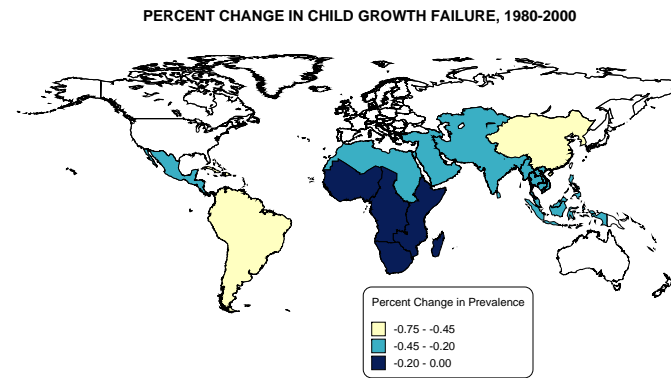 PERCENT CHANGE IN CHILD GROWTH FAILURE, 1980-2000
Percent Change in Prevalence
-0.75 - -0.45
-0.45 - -0.20
-0.20 - 0.00